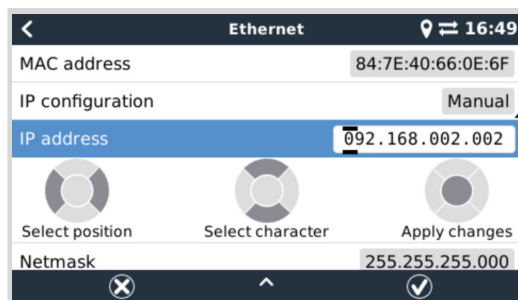 Ethernet 16:49
MAC address 84:7E:40:66:0E:6F
IP configuration Manual
IP address 092.168.002.002
Select position Select character Apply changes
Netmask 255.255.255.000